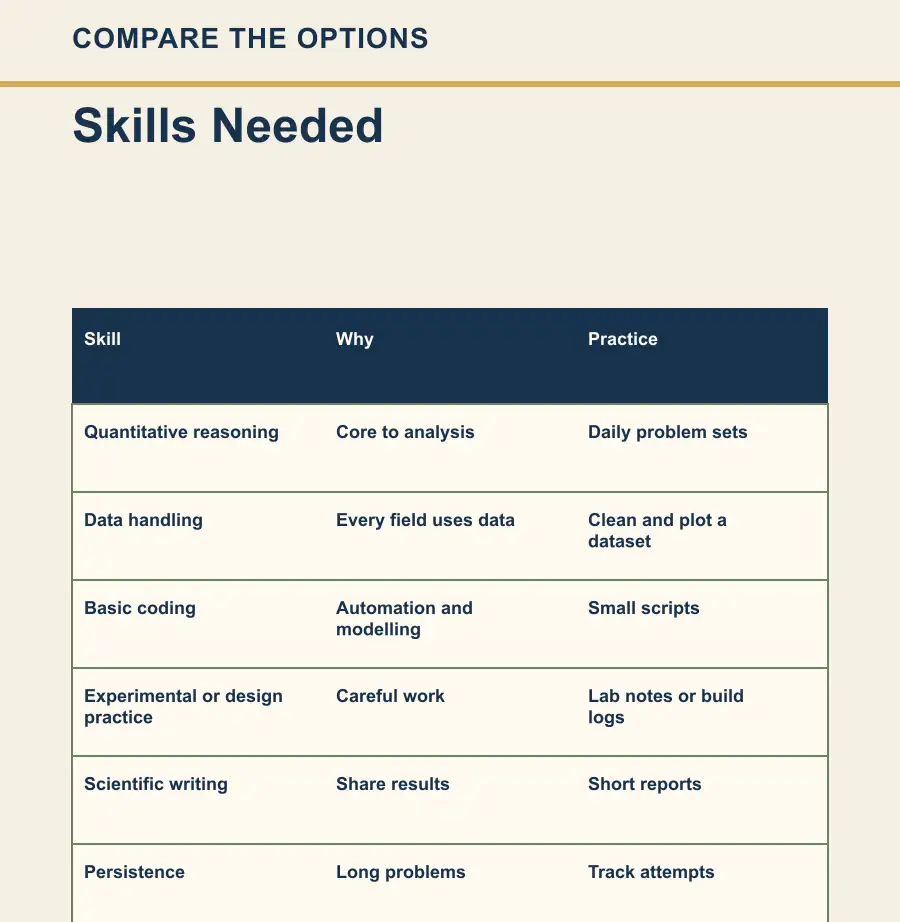 COMPARE THE OPTIONS
Skills Needed
Skill Why Practice
Quantitative reasoning Core to analysis Daily problem sets
Data handling Every field uses data Clean and plot a
dataset
Basic coding Automation and Small scripts
modelling
Experimental or design Careful work Lab notes or build
practice logs
Scientific writing Share results Short reports
Persistence Long problems Track attempts